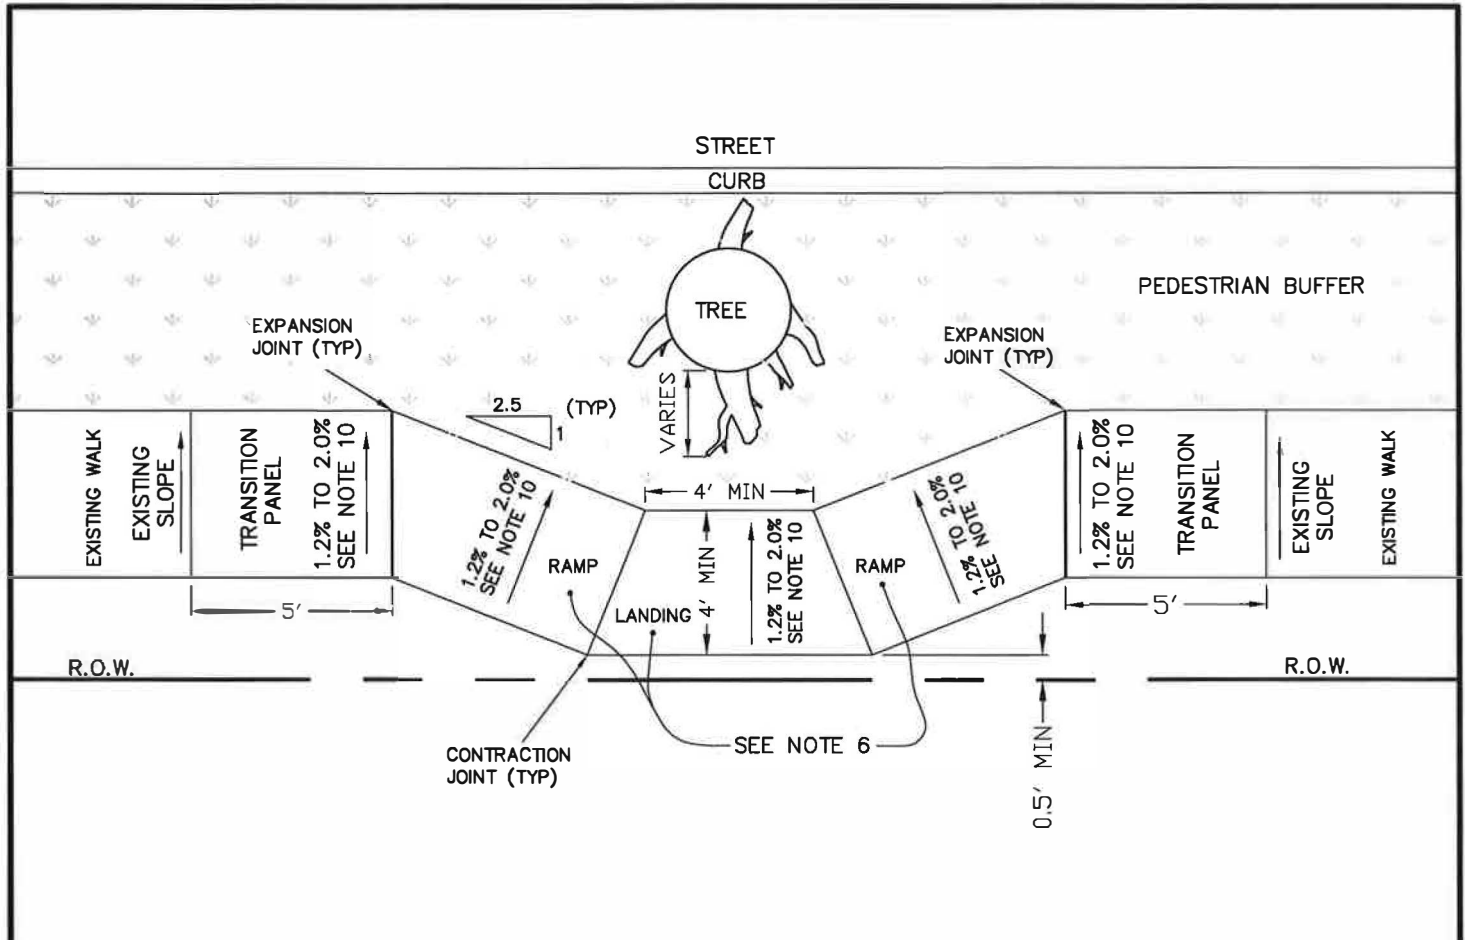 STREET
CURB
TREE
PEDESTRIAN BUFFER
EXPANSION
JOINT (TYP)
EXPANSION
JOINT (TYP)
2.5
(TYP)
1
VARIES
4' MIN
EXISTING WALK
EXISTING
SLOPE
TRANSITION
PANEL
1.2% TO 2.0%
SEE NOTE 10
1.2% TO 2.0%
SEE NOTE 10
RAMP
LANDING
4' MIN
1.2% TO 2.0%
SEE NOTE 10
RAMP
1.2% TO 2.0%
SEE NOTE 10
1.2% TO 2.0%
SEE NOTE 10
TRANSITION
PANEL
EXISTING
SLOPE
EXISTING WALK
5'
5'
R.O.W.
R.O.W.
CONTRACTION
JOINT (TYP)
SEE NOTE 6
0.5' MIN